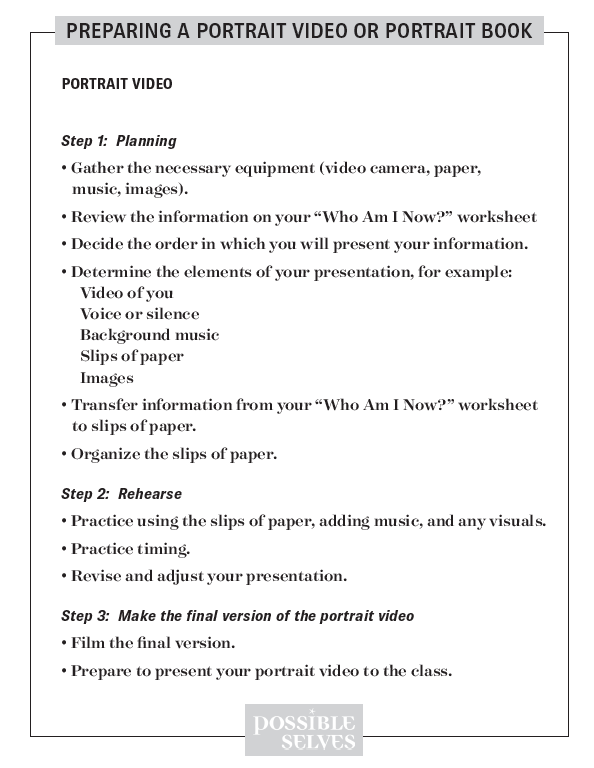 PREPARING A PORTRAIT VIDEO OR PORTRAIT BOOK
PORTRAIT VIDEO
Step 1: Planning
• Gather the necessary equipment (video camera, paper,
music, images).
• Review the information on your “Who Am I Now?” worksheet
• Decide the order in which you will present your information.
• Determine the elements of your presentation, for example:
Video of you
Voice or silence
Background music
Slips of paper
Images
• Transfer information from your “Who Am I Now?” worksheet
to slips of paper.
• Organize the slips of paper.
Step 2: Rehearse
• Practice using the slips of paper, adding music, and any visuals.
• Practice timing.
• Revise and adjust your presentation.
Step 3: Make the final version of the portrait video
• Film the final version.
• Prepare to present your portrait video to the class.
POSSIBLE
SELVES